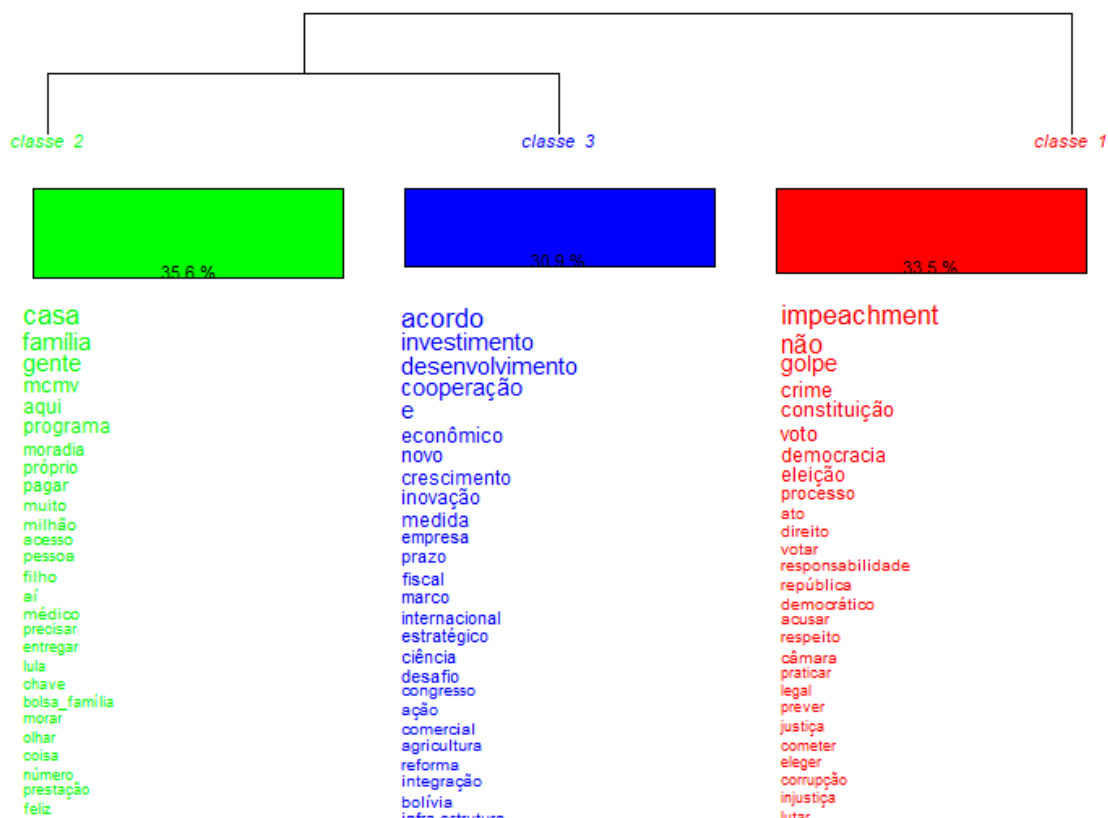 classe 2
classe 3
classe 1
35.6 %
30.9 %
33.5 %
casa
família
gente
mcmv
aqui
programa
moradia
próprio
pagar
muito
milhão
acesso
pessoa
filho
aí
médico
precisar
entregar
lula
chave
bolsa_família
morar
olhar
coisa
número
prestação
feliz
acordo
investimento
desenvolvimento
cooperação
e
econômico
novo
crescimento
inovação
medida
empresa
prazo
fiscal
marco
internacional
estratégico
ciência
desafio
congresso
ação
comercial
agricultura
reforma
integração
bolívia
infra-estrutura
impeachment
não
golpe
crime
constituição
voto
democracia
eleição
processo
ato
direito
votar
responsabilidade
república
democrático
acusar
respeito
câmara
praticar
legal
prever
justiça
cometer
eleger
corrupção
injustiça
lutar